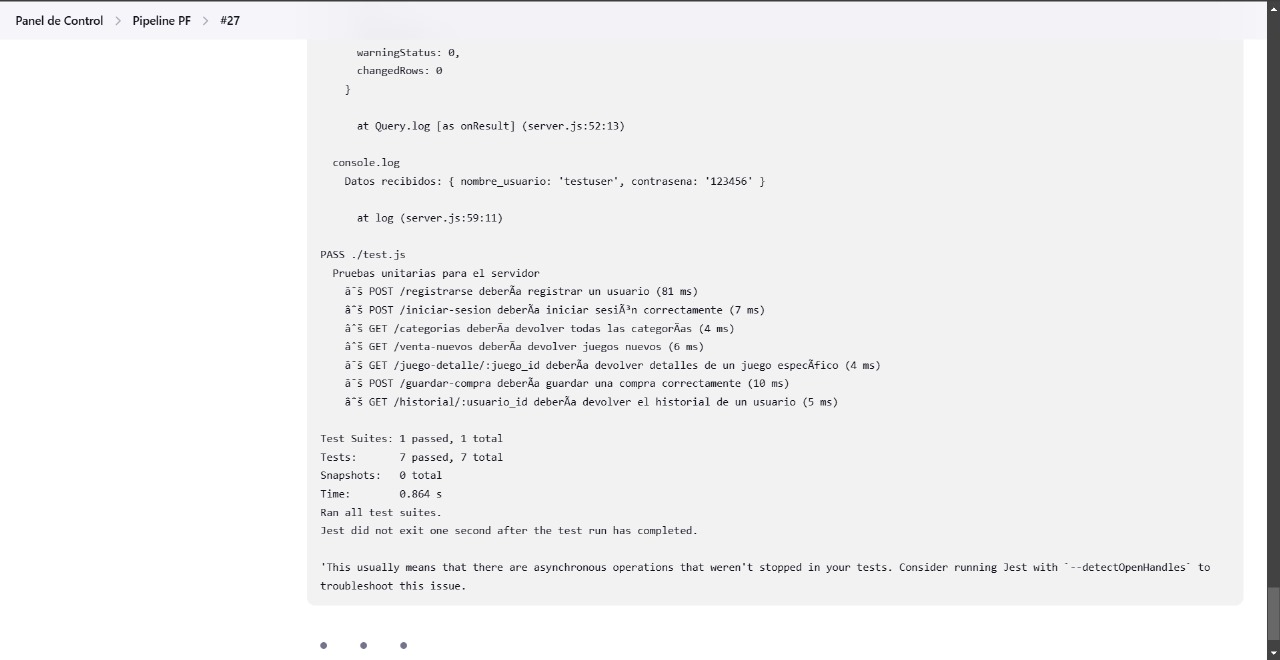 Panel de Control > Pipeline PF > #27
warningStatus: 0,
changedRows: 0
}
at Query.log [as onResult] (server.js:52:13)
console.log
Datos recibidos: { nombre_usuario: 'testuser', contrasena: '123456' }
at log (server.js:59:11)
PASS ./test.js
Pruebas unitarias para el servidor
âˆš POST /registrarse deberÃa registrar un usuario (81 ms)
âˆš POST /iniciar-sesion deberÃa iniciar sesiÃ³n correctamente (7 ms)
âˆš GET /categorias deberÃa devolver todas las categorÃas (4 ms)
âˆš GET /venta-nuevos deberÃa devolver juegos nuevos (6 ms)
âˆš GET /juego-detalle/:juego_id deberÃa devolver detalles de un juego especÃfico (4 ms)
âˆš POST /guardar-compra deberÃa guardar una compra correctamente (10 ms)
âˆš GET /historial/:usuario_id deberÃa devolver el historial de un usuario (5 ms)
Test Suites: 1 passed, 1 total
Tests: 7 passed, 7 total
Snapshots: 0 total
Time: 0.864 s
Ran all test suites.
Jest did not exit one second after the test run has completed.
'This usually means that there are asynchronous operations that weren't stopped in your tests. Consider running Jest with `--detectOpenHandles` to
troubleshoot this issue.